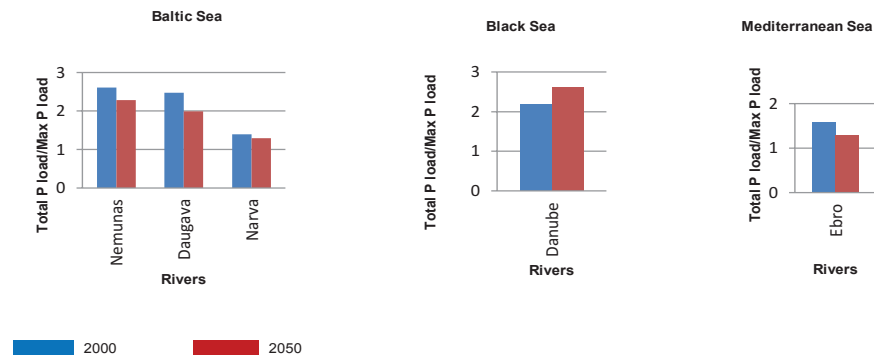 Baltic Sea
Total P load/Max P load
3
2
1
0
Nemunas
Daugava
Narva
Rivers
Black Sea
Total P load/Max P load
3
2
1
0
Danube
Rivers
Mediterranean Sea
Total P load/Max P load
2
1
0
Ebro
Rivers
2000
2050